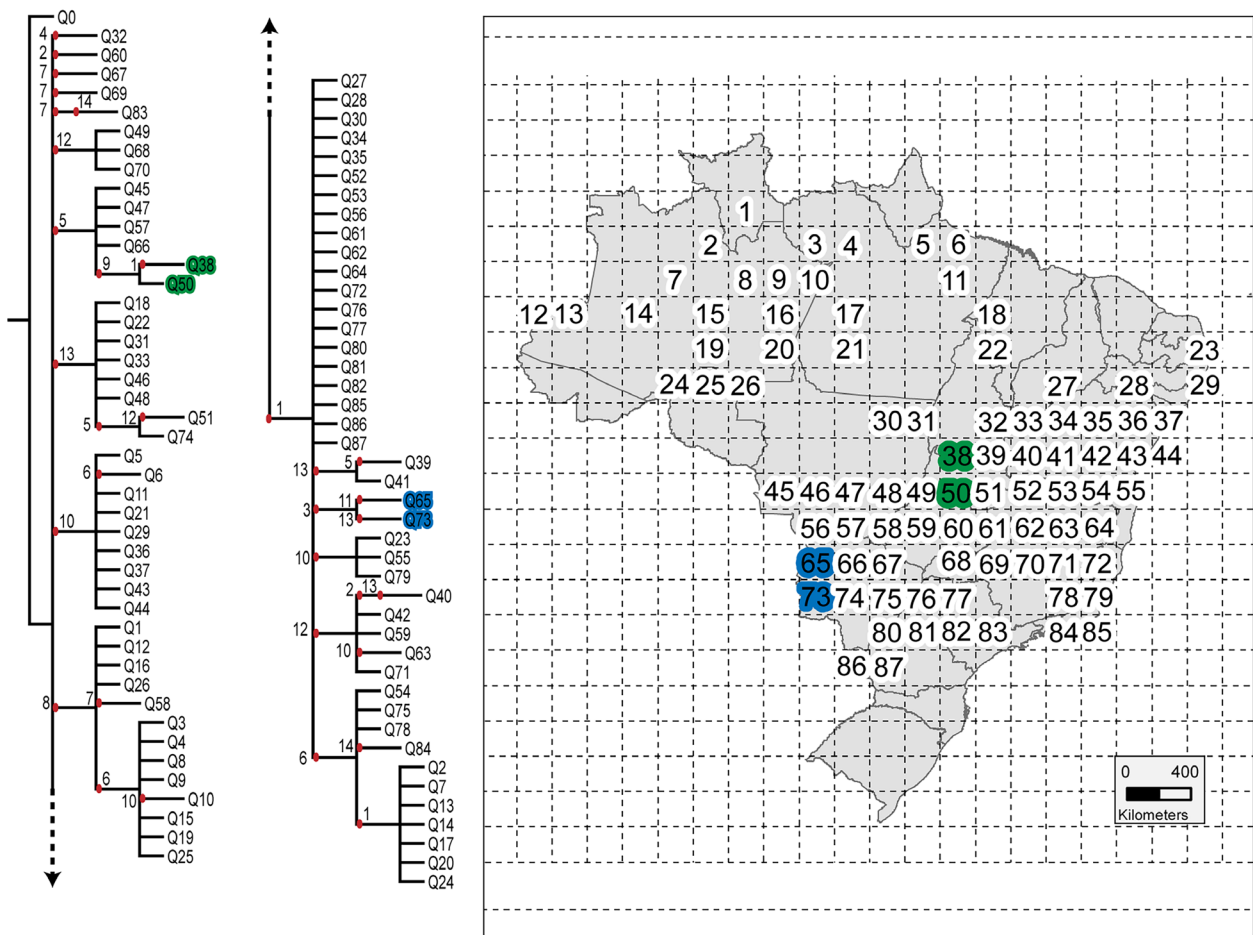 Q0
4 Q32
2 Q60
7 Q67
7 Q69
7 14 Q83
Q49
12 Q68
Q70
Q45
Q47
5 Q57
Q66
9 1 Q38
Q50
Q18
Q22
Q31
13 Q33
Q46
Q48
5 12 Q51
Q74
Q5
6 Q6
Q11
Q21
10 Q29
Q36
Q37
Q43
Q44
Q1
Q12
Q16
Q26
8 7 Q58
Q3
Q4
Q8
6 Q9
10 Q10
Q15
Q19
Q25
Q27
Q28
Q30
Q34
Q35
Q52
Q53
Q56
Q61
Q62
Q64
Q72
Q76
Q77
Q80
Q81
Q82
Q85
1 Q86
Q87
13 5 Q39
Q41
3 11 Q65
13 Q73
Q23
10 Q55
Q79
2 13 Q40
Q42
12 Q59
10 Q63
Q71
Q54
Q75
Q78
6 14 Q84
Q2
Q7
Q13
1 Q14
Q17
Q20
Q24
1
2 3 4 5 6
7 8 9 10 11
12 13 14 15 16 17 18
19 20 21 22 23
24 25 26 27 28 29
30 31 32 33 34 35 36 37
38 39 40 41 42 43 44
45 46 47 48 49 50 51 52 53 54 55
56 57 58 59 60 61 62 63 64
65 66 67 68 69 70 71 72
73 74 75 76 77 78 79
80 81 82 83 84 85
86 87
0 400
Kilometers